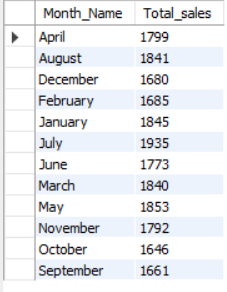 Month_Name Total_sales
April 1799
August 1841
December 1680
February 1685
January 1845
July 1935
June 1773
March 1840
May 1853
November 1792
October 1646
September 1661